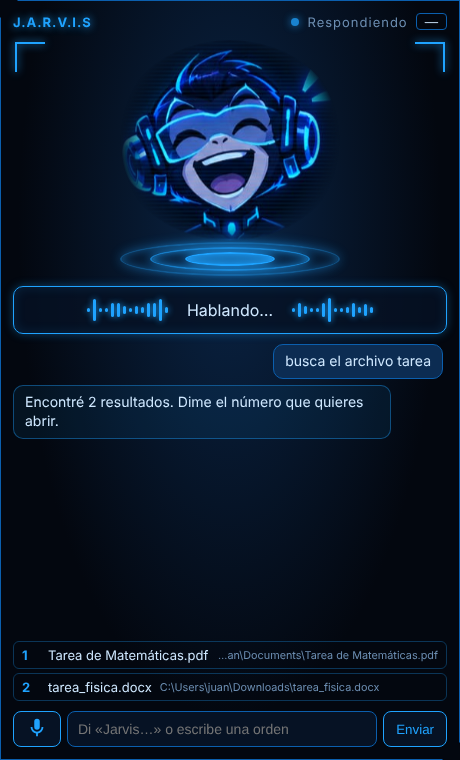 J.A.R.V.I.S
Respondiendo
—
Hablando...
busca el archivo tarea
Encontré 2 resultados. Dime el número que quieres
abrir.
1 Tarea de Matemáticas.pdf ...an\Documents\Tarea de Matemáticas.pdf
2 tarea_fisica.docx C:\Users\juan\Downloads\tarea_fisica.docx
Di «Jarvis…» o escribe una orden
Enviar